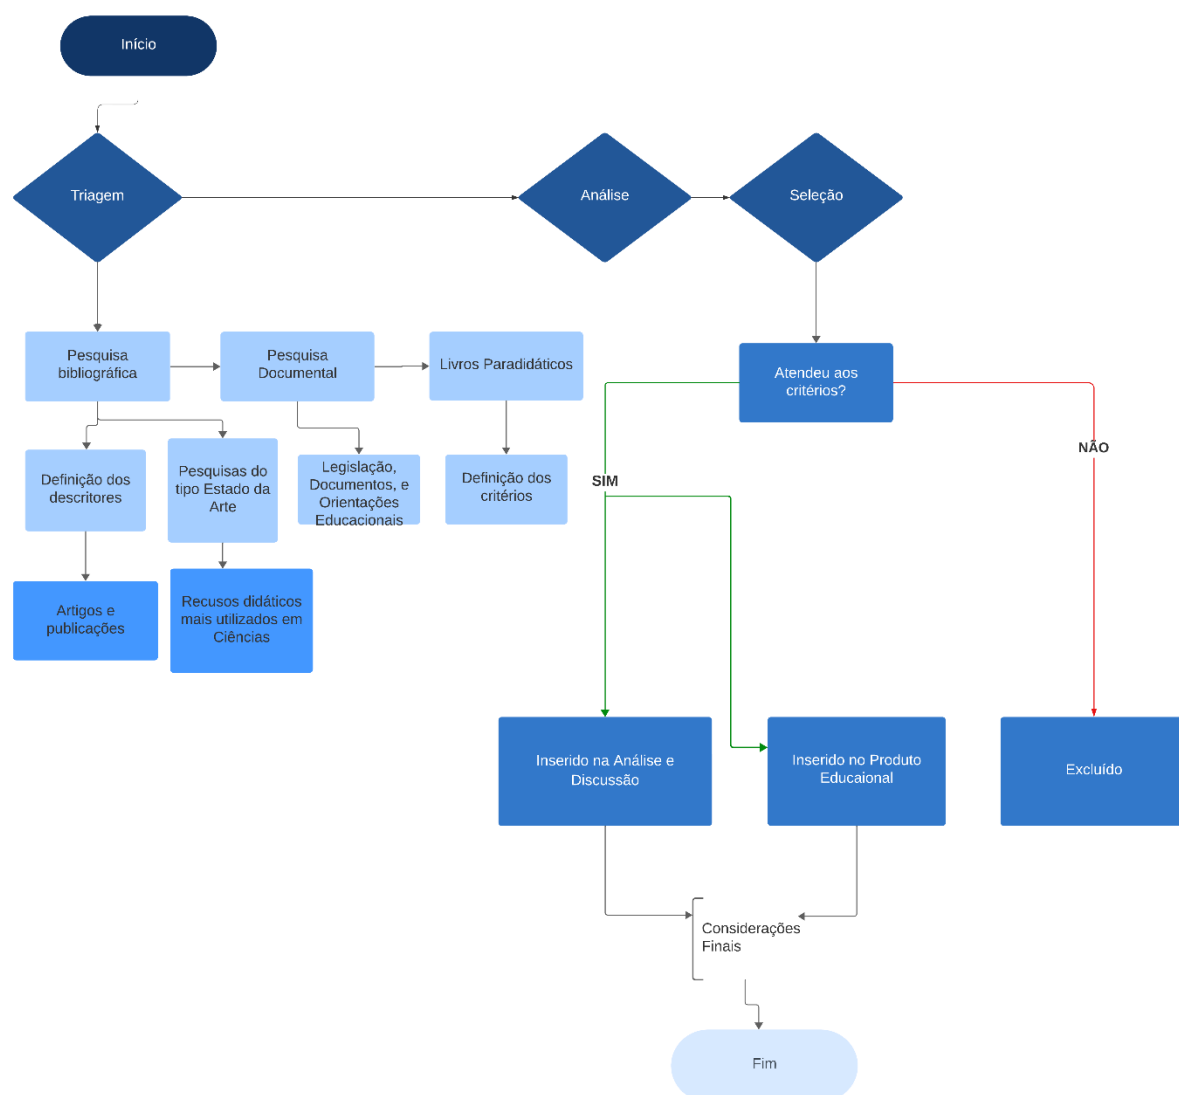 Início
Triagem
Análise
Seleção
Pesquisa
bibliográfica
Pesquisa
Documental
Livros Paradidáticos
Atendeu aos
critérios?
Definição dos
descritores
Pesquisas do
tipo Estado da
Arte
Legislação,
Documentos, e
Orientações
Educacionais
Definição dos
critérios
SIM
NÃO
Artigos e
publicações
Recusos didáticos
mais utilizados em
Ciências
Inserido na Análise e
Discussão
Inserido no Produto
Educaional
Excluído
Considerações
Finais
Fim